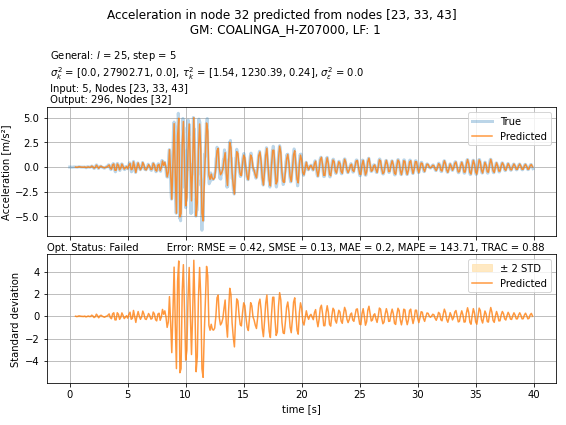 Acceleration in node 32 predicted from nodes [23, 33, 43]
GM: COALINGA_H-Z07000, LF: 1
General: l = 25, step = 5
σ²ₖ = [0.0, 27902.71, 0.0], τ²ₖ = [1.54, 1230.39, 0.24], σ²ₑ = 0.0
Input: 5, Nodes [23, 33, 43]
Output: 296, Nodes [32]
Acceleration [m/s²]
5.0
2.5
0.0
−2.5
−5.0
True
Predicted
Opt. Status: Failed Error: RMSE = 0.42, SMSE = 0.13, MAE = 0.2, MAPE = 143.71, TRAC = 0.88
Standard deviation
4
2
0
−2
−4
± 2 STD
Predicted
0 5 10 15 20 25 30 35 40
time [s]